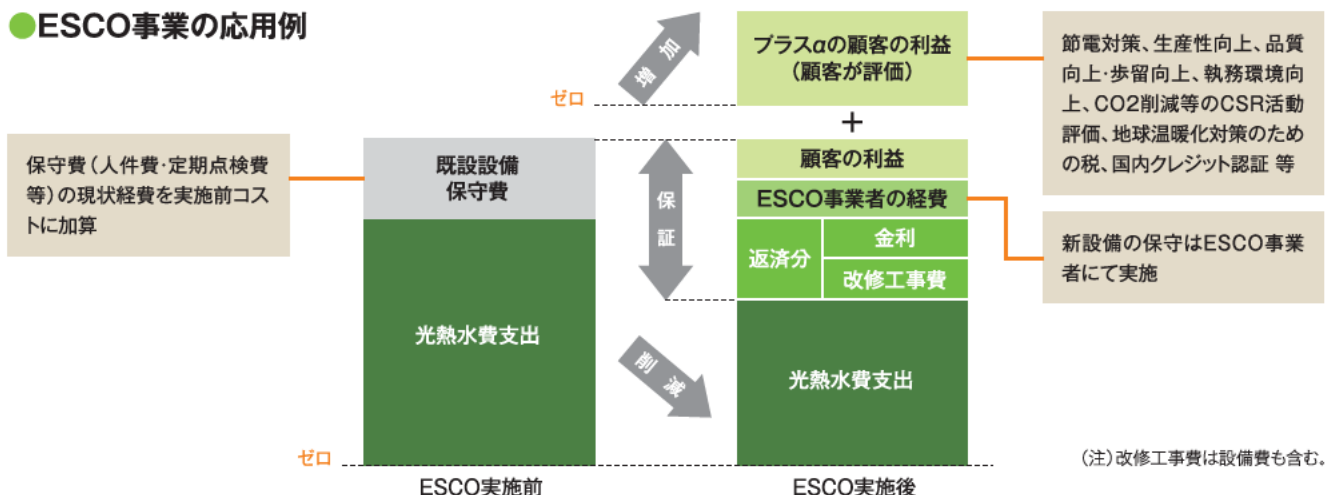 ●ESCO事業の応用例
増加
プラスαの顧客の利益
(顧客が評価)
ゼロ
節電対策、生産性向上、品質
向上・歩留向上、執務環境向
上、CO2削減等のCSR活動
評価、地球温暖化対策のため
の税、国内クレジット認証 等
+
保守費(人件費・定期点検費
等)の現状経費を実施前コス
トに加算
既設設備
保守費
保証
顧客の利益
ESCO事業者の経費
返済分
金利
改修工事費
新設備の保守はESCO事業
者にて実施
光熱水費支出
削減
光熱水費支出
ゼロ
(注)改修工事費は設備費も含む。
ESCO実施前
ESCO実施後